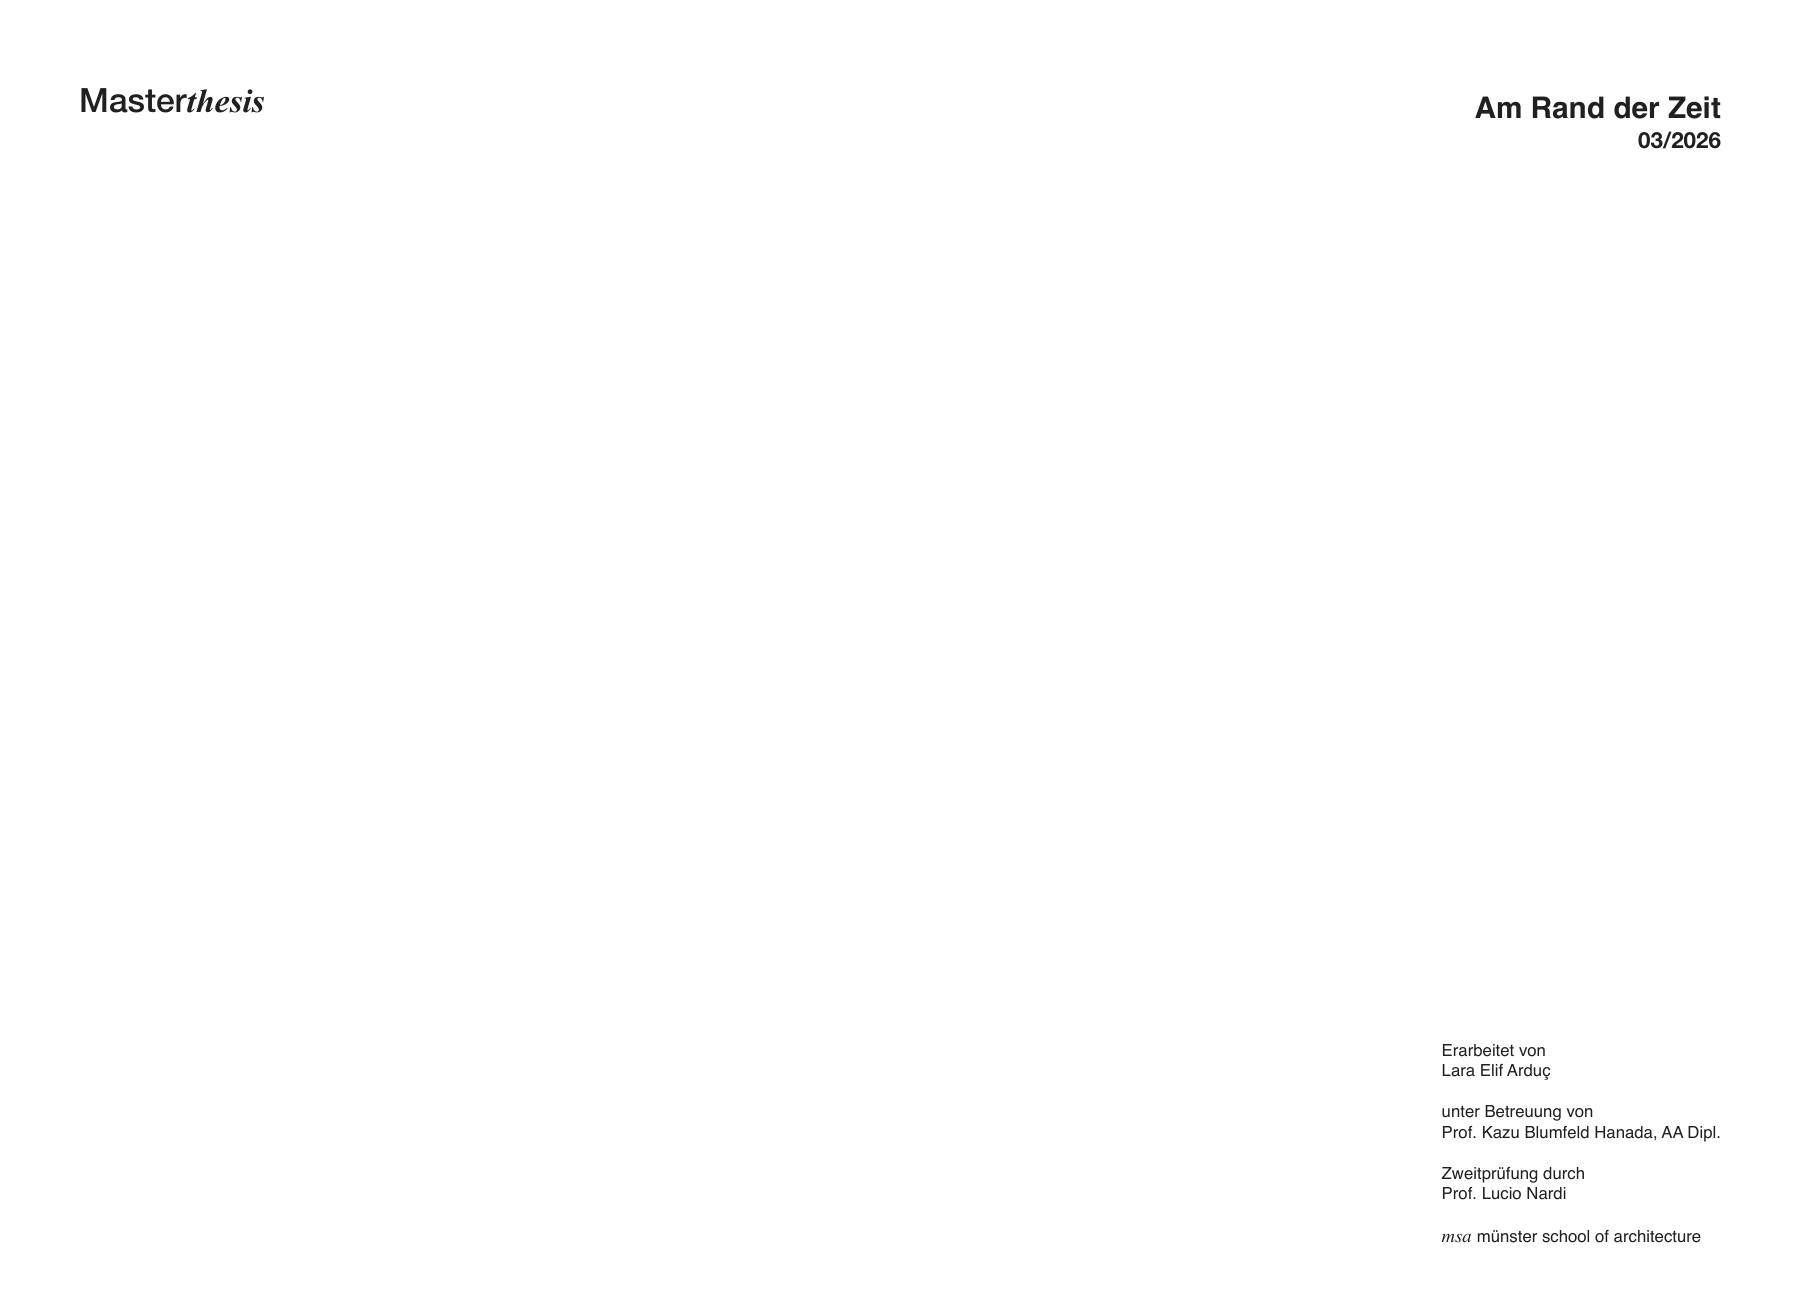 Masterthesis
Am Rand der Zeit
03/2026
Erarbeitet von
Lara Elif Arduç
unter Betreuung von
Prof. Kazu Blumfeld Hanada, AA Dipl.
Zweitprüfung durch
Prof. Lucio Nardi
msa münster school of architecture